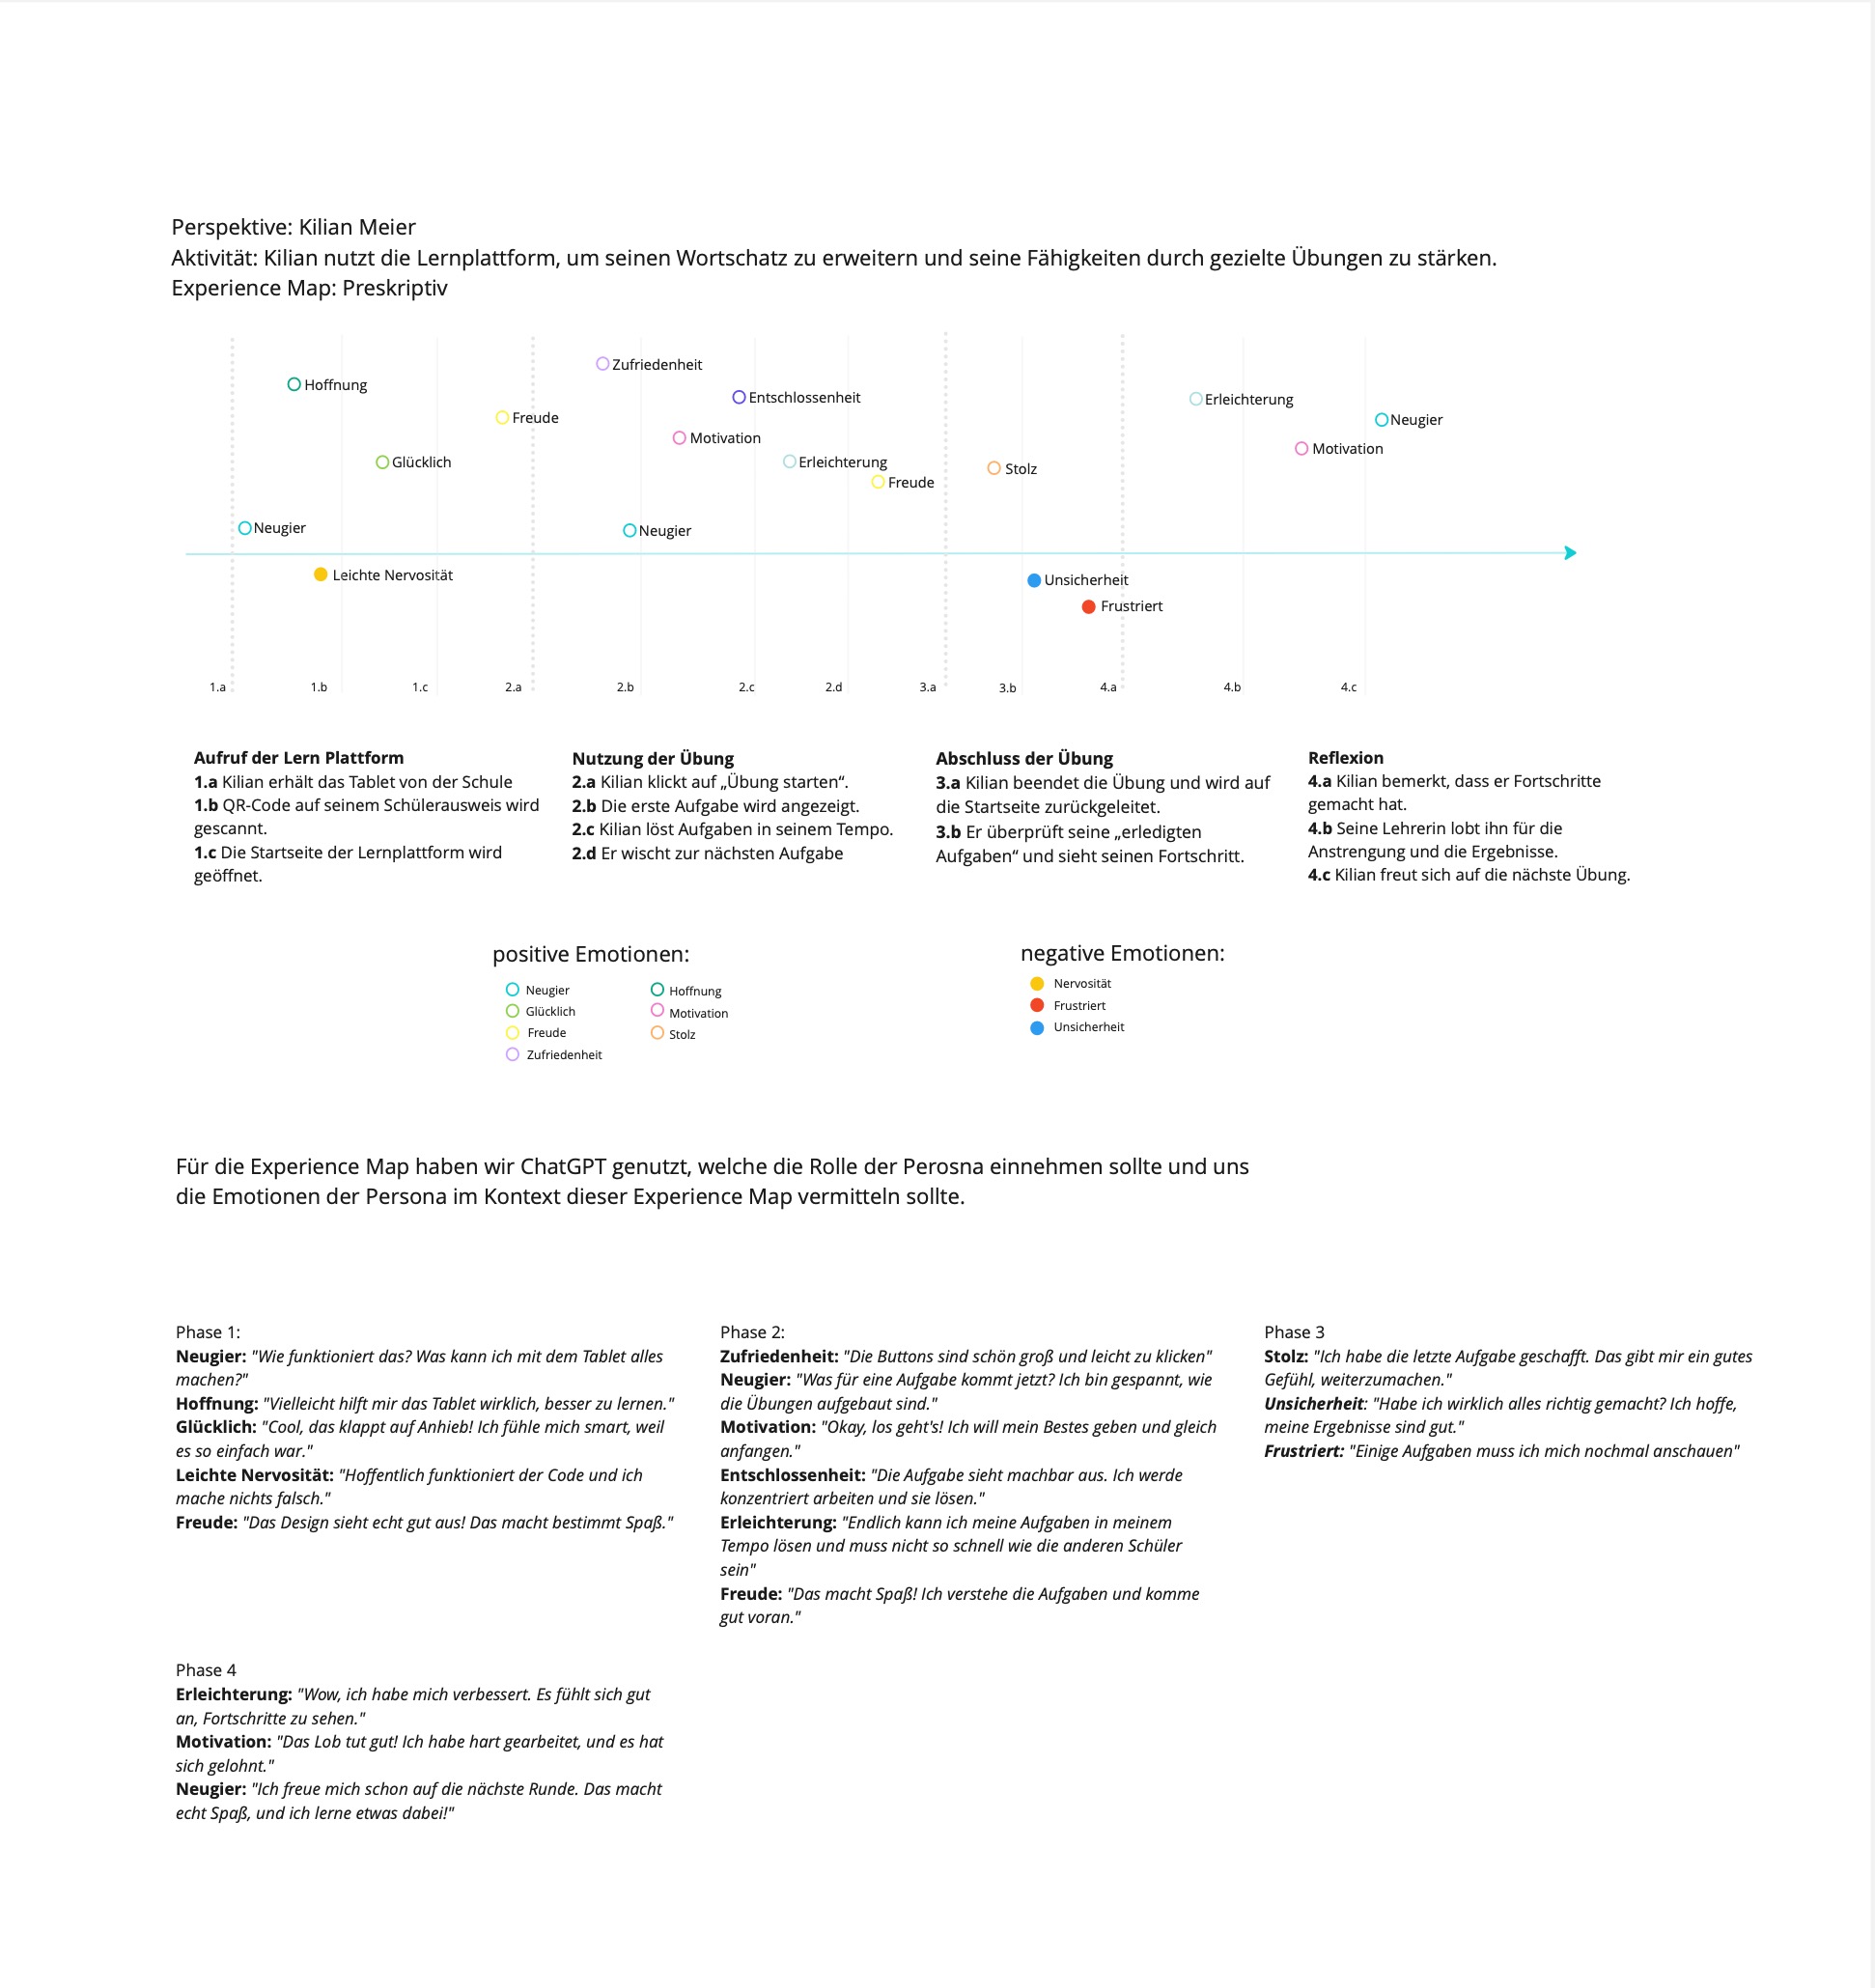 Perspektive: Kilian Meier
Aktivität: Kilian nutzt die Lernplattform, um seinen Wortschatz zu erweitern und seine Fähigkeiten durch gezielte Übungen zu stärken.
Experience Map: Preskriptiv
Zufriedenheit
Hoffnung
Entschlossenheit
Erleichterung
Freude
Neugier
Motivation
Motivation
Glücklich
Erleichterung
Stolz
Freude
Neugier
Neugier
Leichte Nervosität
Unsicherheit
Frustriert
1.a 1.b 1.c 2.a 2.b 2.c 2.d 3.a 3.b 4.a 4.b 4.c
Aufruf der Lern Plattform
1.a Kilian erhält das Tablet von der Schule
1.b QR-Code auf seinem Schülerausweis wird
gescannt.
1.c Die Startseite der Lernplattform wird
geöffnet.
Nutzung der Übung
2.a Kilian klickt auf „Übung starten“.
2.b Die erste Aufgabe wird angezeigt.
2.c Kilian löst Aufgaben in seinem Tempo.
2.d Er wischt zur nächsten Aufgabe
Abschluss der Übung
3.a Kilian beendet die Übung und wird auf
die Startseite zurückgeleitet.
3.b Er überprüft seine „erledigten
Aufgaben“ und sieht seinen Fortschritt.
Reflexion
4.a Kilian bemerkt, dass er Fortschritte
gemacht hat.
4.b Seine Lehrerin lobt ihn für die
Anstrengung und die Ergebnisse.
4.c Kilian freut sich auf die nächste Übung.
positive Emotionen:
Neugier
Glücklich
Freude
Zufriedenheit
Hoffnung
Motivation
Stolz
negative Emotionen:
Nervosität
Frustriert
Unsicherheit
Für die Experience Map haben wir ChatGPT genutzt, welche die Rolle der Perosna einnehmen sollte und uns
die Emotionen der Persona im Kontext dieser Experience Map vermitteln sollte.
Phase 1:
Neugier: "Wie funktioniert das? Was kann ich mit dem Tablet alles
machen?"
Hoffnung: "Vielleicht hilft mir das Tablet wirklich, besser zu lernen."
Glücklich: "Cool, das klappt auf Anhieb! Ich fühle mich smart, weil
es so einfach war."
Leichte Nervosität: "Hoffentlich funktioniert der Code und ich
mache nichts falsch."
Freude: "Das Design sieht echt gut aus! Das macht bestimmt Spaß."
Phase 2:
Zufriedenheit: "Die Buttons sind schön groß und leicht zu klicken"
Neugier: "Was für eine Aufgabe kommt jetzt? Ich bin gespannt, wie
die Übungen aufgebaut sind."
Motivation: "Okay, los geht's! Ich will mein Bestes geben und gleich
anfangen."
Entschlossenheit: "Die Aufgabe sieht machbar aus. Ich werde
konzentriert arbeiten und sie lösen."
Erleichterung: "Endlich kann ich meine Aufgaben in meinem
Tempo lösen und muss nicht so schnell wie die anderen Schüler
sein"
Freude: "Das macht Spaß! Ich verstehe die Aufgaben und komme
gut voran."
Phase 3
Stolz: "Ich habe die letzte Aufgabe geschafft. Das gibt mir ein gutes
Gefühl, weiterzumachen."
Unsicherheit: "Habe ich wirklich alles richtig gemacht? Ich hoffe,
meine Ergebnisse sind gut."
Frustriert: "Einige Aufgaben muss ich mich nochmal anschauen"
Phase 4
Erleichterung: "Wow, ich habe mich verbessert. Es fühlt sich gut
an, Fortschritte zu sehen."
Motivation: "Das Lob tut gut! Ich habe hart gearbeitet, und es hat
sich gelohnt."
Neugier: "Ich freue mich schon auf die nächste Runde. Das macht
echt Spaß, und ich lerne etwas dabei!"